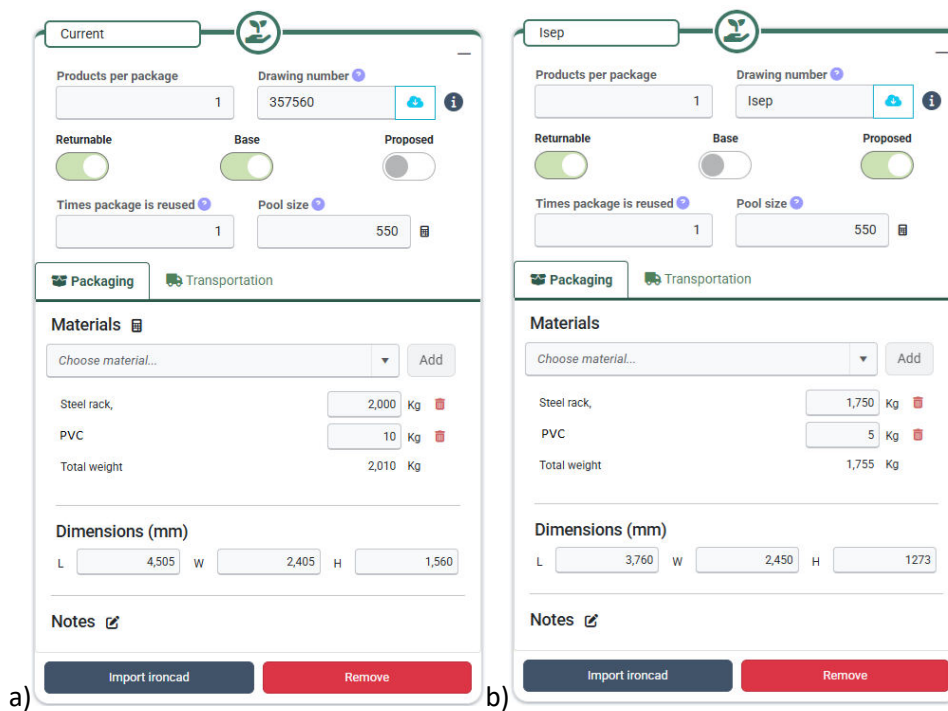 Current
Products per package Drawing number ?
1 357560
Returnable Base Proposed
Times package is reused ? Pool size ?
1 550
Packaging Transportation
Materials
Choose material... Add
Steel rack, 2,000 Kg
PVC 10 Kg
Total weight 2,010 Kg
Dimensions (mm)
L 4,505 W 2,405 H 1,560
Notes
Import ironcad Remove
a)
Isep
Products per package Drawing number ?
1 Isep
Returnable Base Proposed
Times package is reused ? Pool size ?
1 550
Packaging Transportation
Materials
Choose material... Add
Steel rack, 1,750 Kg
PVC 5 Kg
Total weight 1,755 Kg
Dimensions (mm)
L 3,760 W 2,450 H 1273
Notes
Import ironcad Remove
b)